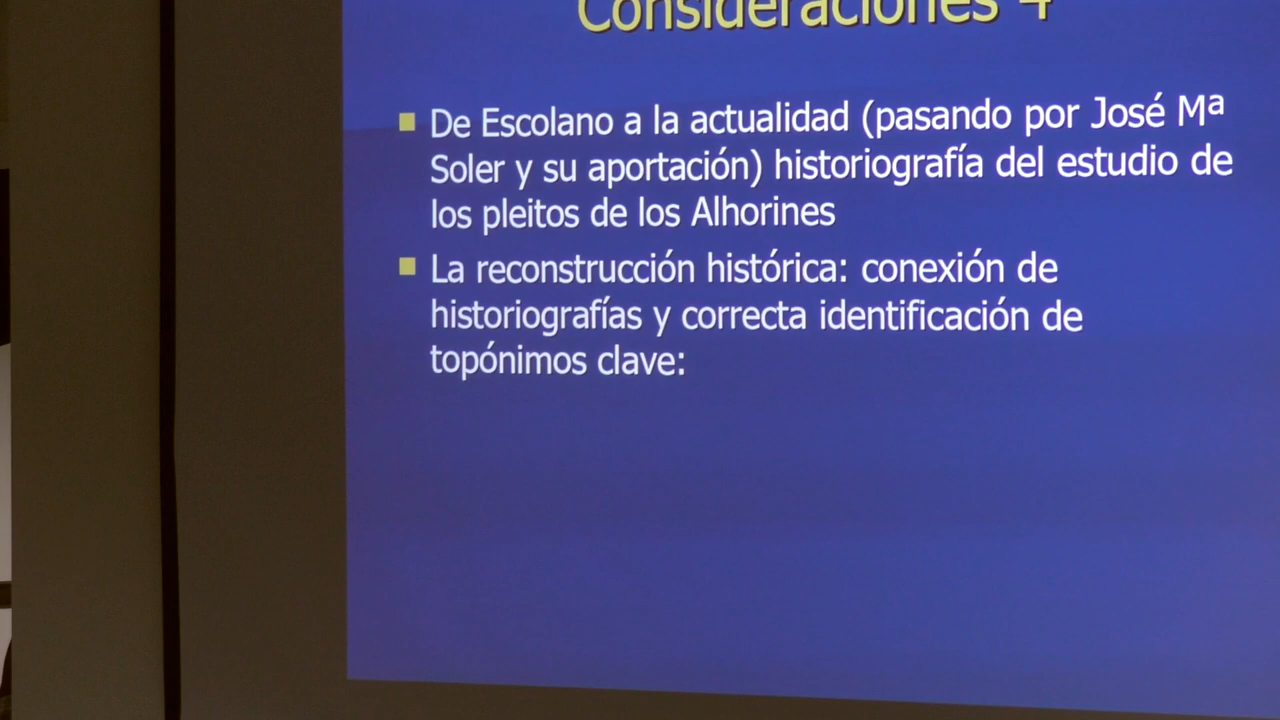 Consideraciones 4
De Escolano a la actualidad (pasando por José Mª
Soler y su aportación) historiografía del estudio de
los pleitos de los Alhorines
La reconstrucción histórica: conexión de
historiografías y correcta identificación de
topónimos clave: